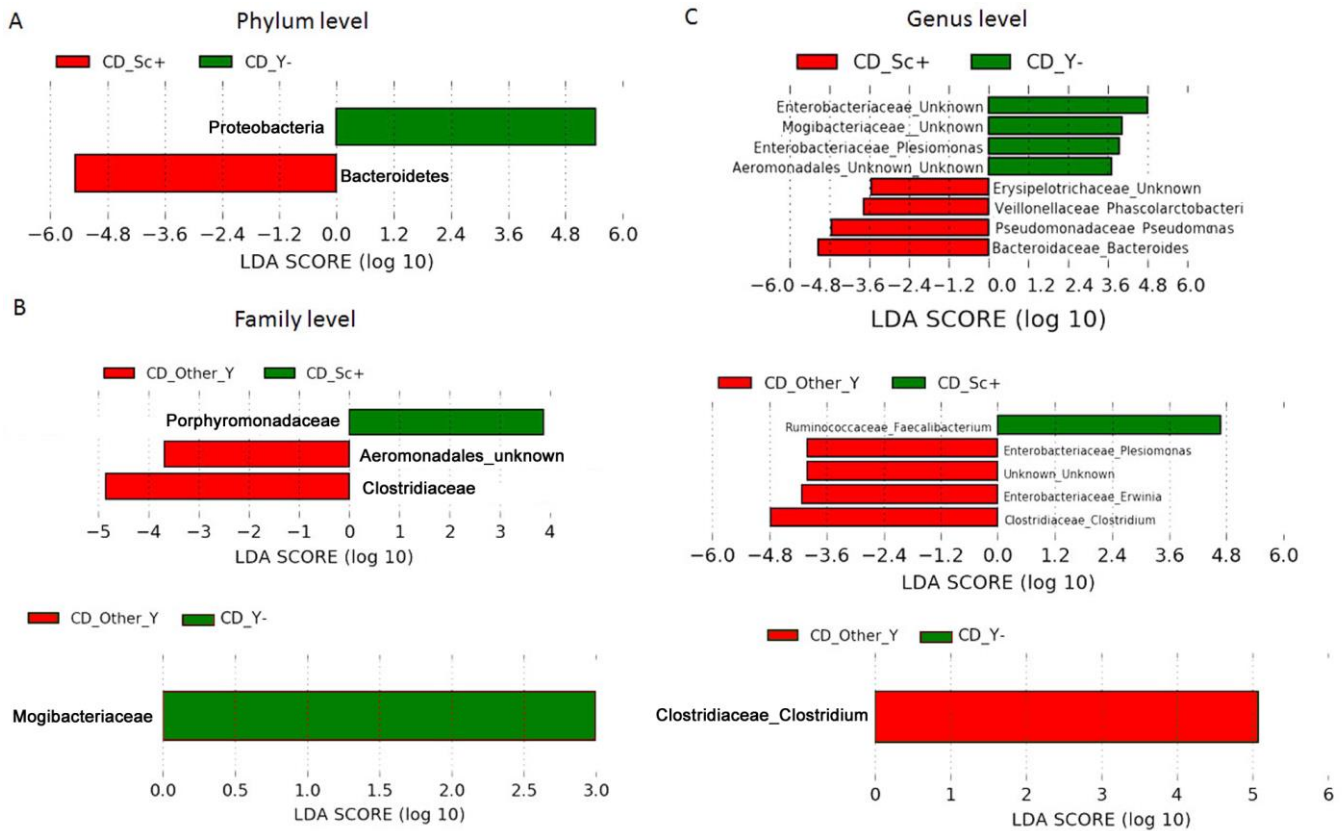 A
Phylum level
CD_Sc+ CD_Y-
Proteobacteria
Bacteroidetes
−6.0 −4.8 −3.6 −2.4 −1.2 0.0 1.2 2.4 3.6 4.8 6.0
LDA SCORE (log 10)
B
Family level
CD_Other_Y CD_Sc+
Porphyromonadaceae
Aeromonadales_unknown
Clostridiaceae
−5 −4 −3 −2 −1 0 1 2 3 4
LDA SCORE (log 10)
CD_Other_Y CD_Y-
Mogibacteriaceae
0.0 0.5 1.0 1.5 2.0 2.5 3.0
LDA SCORE (log 10)
C
Genus level
CD_Sc+ CD_Y-
Enterobacteriaceae_Unknown
Mogibacteriaceae__Unknown
Enterobacteriaceae_Plesiomonas
Aeromonadales_Unknown_Unknown
Erysipelotrichaceae_Unknown
Veillonellaceae Phascolarctobacteri
Pseudomonadaceae Pseudomonas
Bacteroidaceae_Bacteroides
−6.0 −4.8 −3.6 −2.4 −1.2 0.0 1.2 2.4 3.6 4.8 6.0
LDA SCORE (log 10)
CD_Other_Y CD_Sc+
Ruminococcaceae_Faecalibacterium
Enterobacteriaceae_Plesiomonas
Unknown_Unknown
Enterobacteriaceae_Erwinia
Clostridiaceae_Clostridium
−6.0 −4.8 −3.6 −2.4 −1.2 0.0 1.2 2.4 3.6 4.8 6.0
LDA SCORE (log 10)
CD_Other_Y CD_Y-
Clostridiaceae_Clostridium
0 1 2 3 4 5 6
LDA SCORE (log 10)